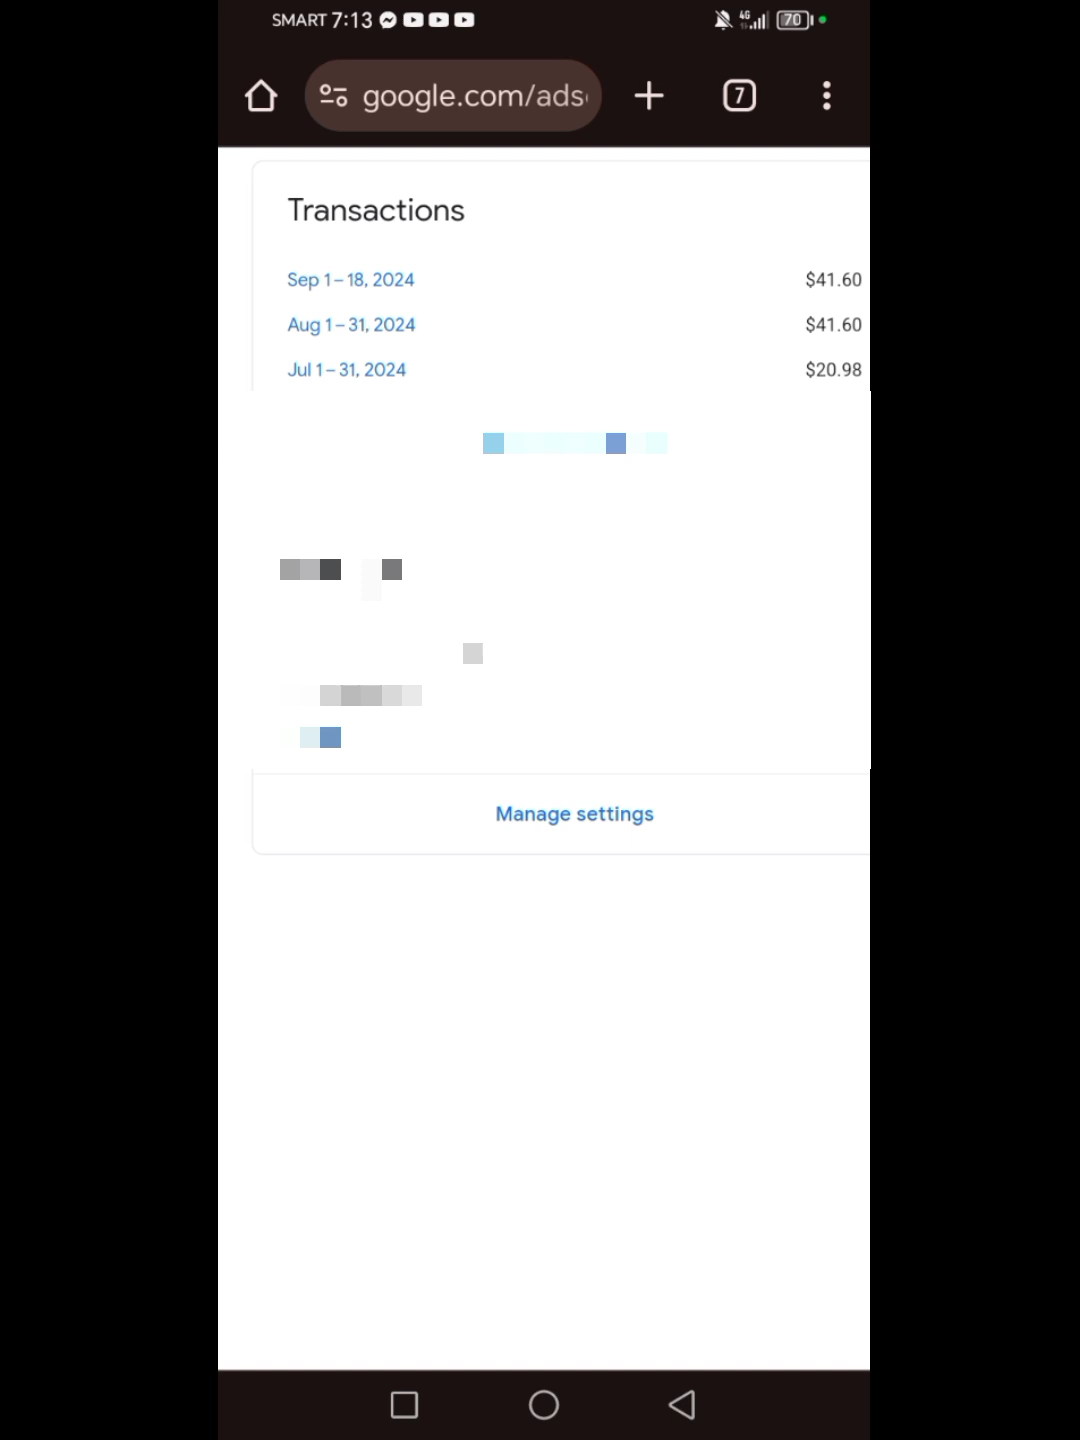 SMART 7:13 4G 70
google.com/ads
7
Transactions
Sep 1 – 18, 2024 $41.60
Aug 1 – 31, 2024 $41.60
Jul 1 – 31, 2024 $20.98
Manage settings